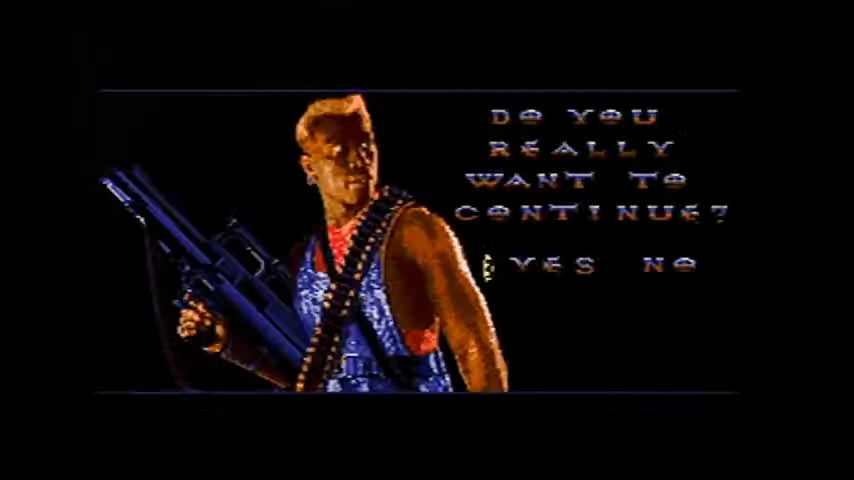 DO YOU
REALLY
WANT TO
CONTINUE?
YES NO